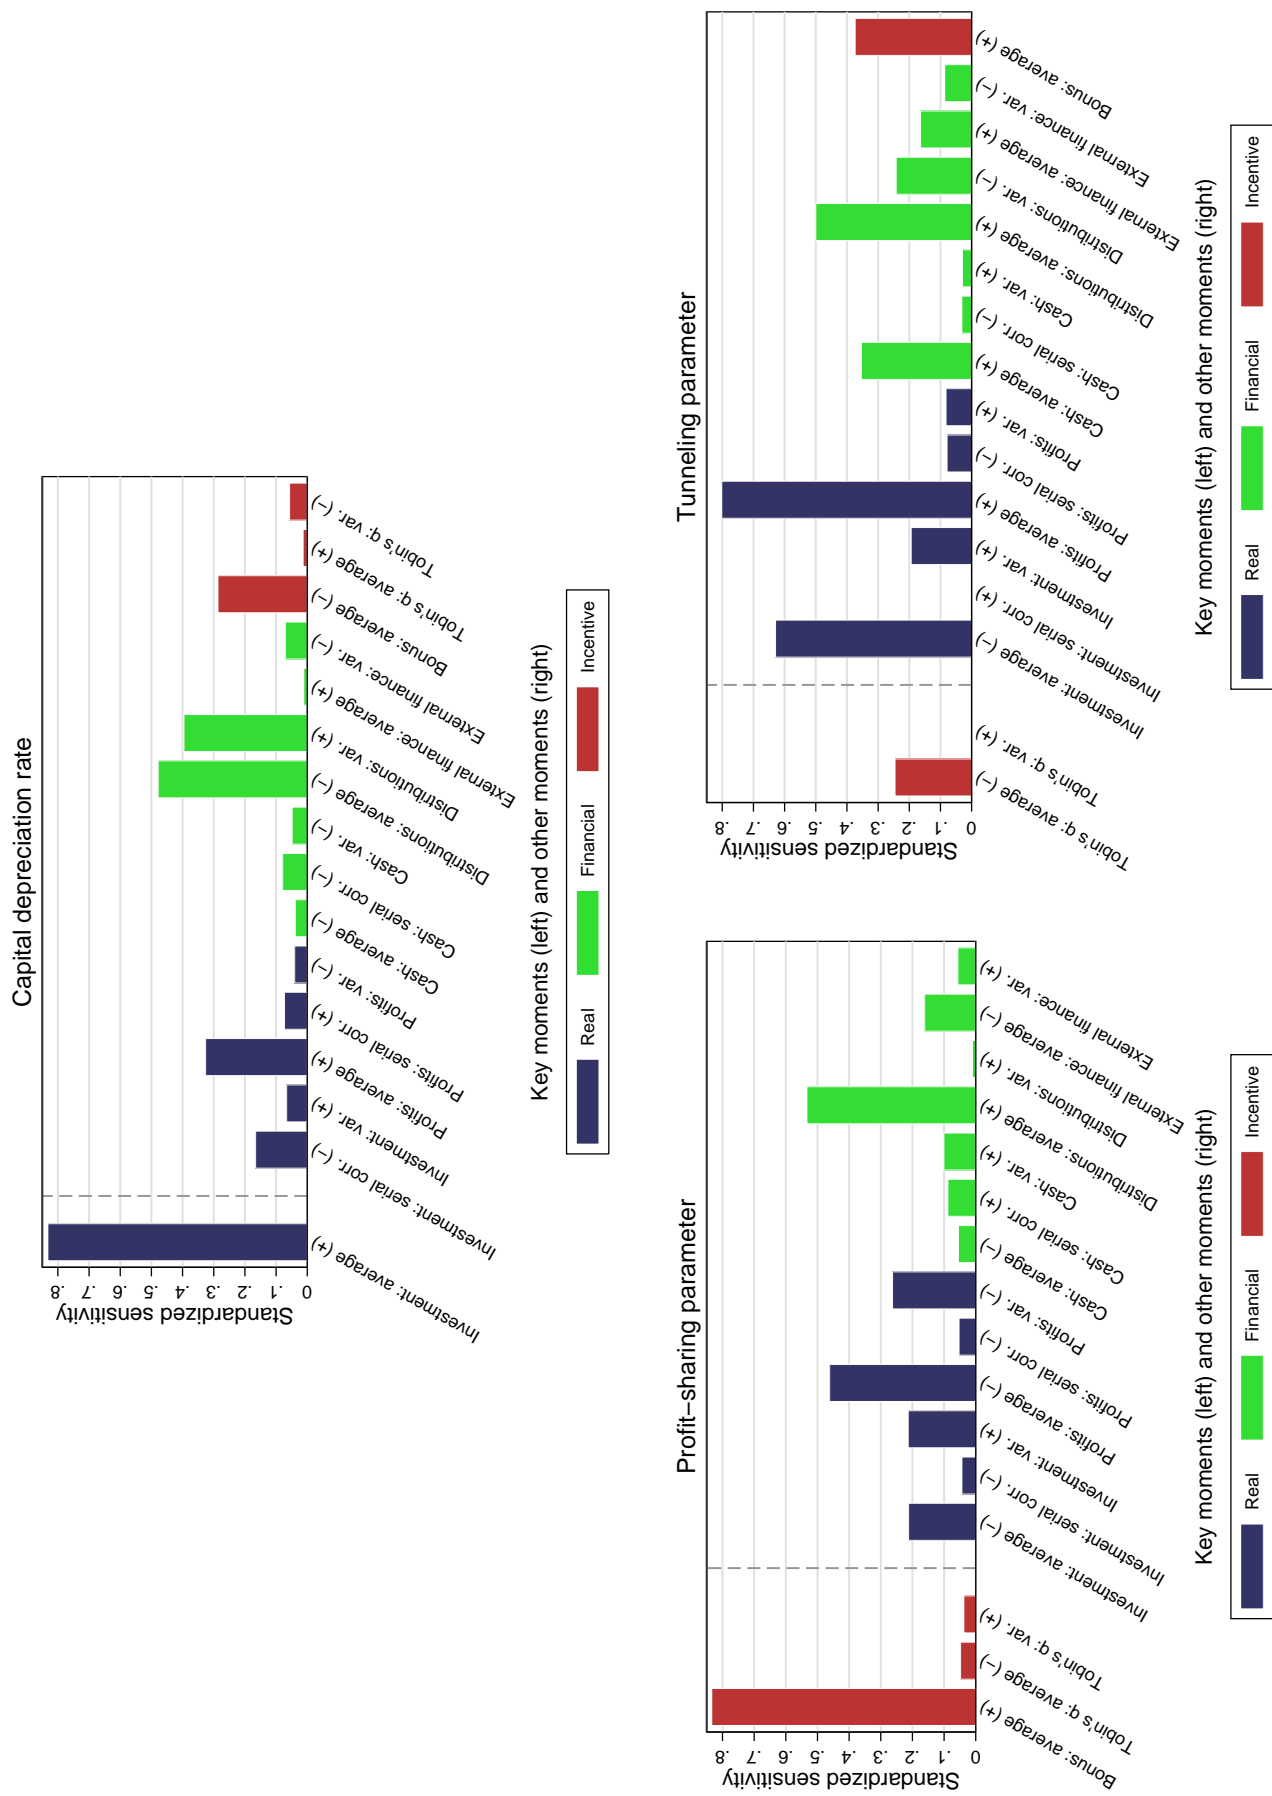 Capital depreciation rate
Standardized sensitivity
0
.1
.2
.3
.4
.5
.6
.7
.8
Investment: average (+)
Investment: serial corr. (−)
Investment: var. (+)
Profits: average (+)
Profits: serial corr. (+)
Profits: var. (−)
Cash: average (−)
Cash: serial corr. (−)
Cash: var. (−)
Distributions: average (−)
Distributions: var. (+)
External finance: average (+)
External finance: var. (−)
Bonus: average (−)
Tobin's q: average (+)
Tobin's q: var. (−)
Key moments (left) and other moments (right)
Real
Financial
Incentive
Profit−sharing parameter
Standardized sensitivity
0
.1
.2
.3
.4
.5
.6
.7
.8
Bonus: average (+)
Tobin's q: average (−)
Tobin's q: var. (+)
Investment: average (−)
Investment: serial corr. (−)
Investment: var. (+)
Profits: average (−)
Profits: serial corr. (−)
Profits: var. (−)
Cash: average (−)
Cash: serial corr. (+)
Cash: var. (+)
Distributions: average (+)
Distributions: var. (+)
External finance: average (−)
External finance: var. (+)
Key moments (left) and other moments (right)
Real
Financial
Incentive
Tunneling parameter
Standardized sensitivity
0
.1
.2
.3
.4
.5
.6
.7
.8
Tobin's q: average (−)
Tobin's q: var. (+)
Investment: average (−)
Investment: serial corr. (+)
Investment: var. (+)
Profits: average (+)
Profits: serial corr. (−)
Profits: var. (+)
Cash: average (+)
Cash: serial corr. (−)
Cash: var. (+)
Distributions: average (+)
Distributions: var. (−)
External finance: average (+)
External finance: var. (−)
Bonus: average (+)
Key moments (left) and other moments (right)
Real
Financial
Incentive